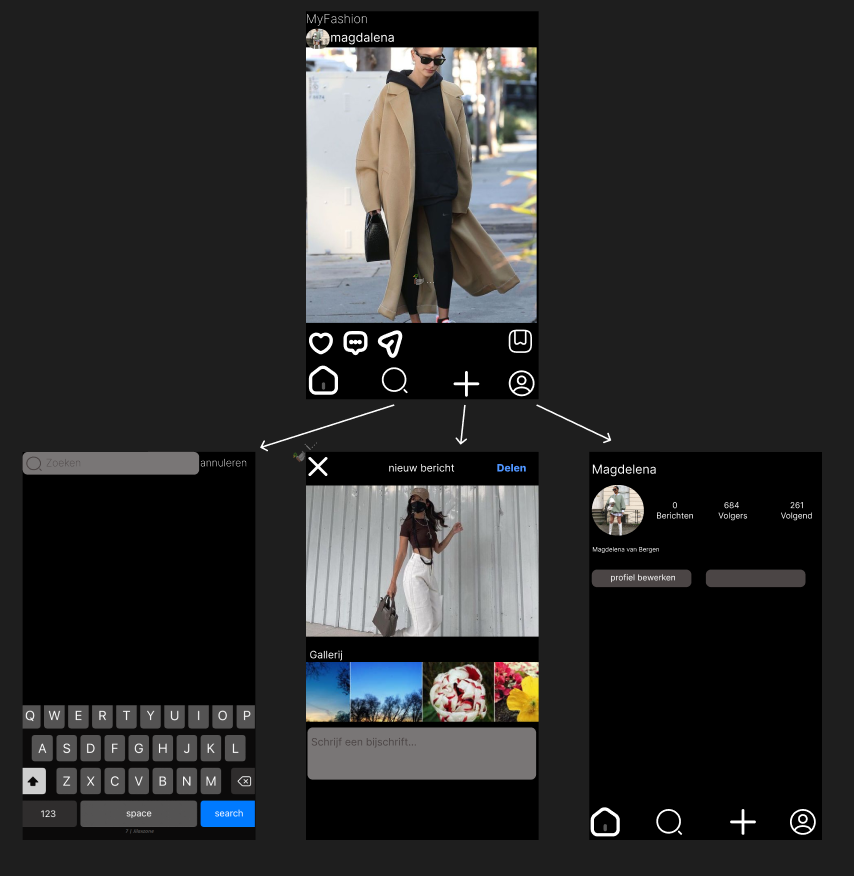 MyFashion
magdalena
Zoeken
annuleren
Q W E R T Y U I O P
A S D F G H J K L
Z X C V B N M
123 space search
nieuw bericht Delen
Gallerij
Schrijf een bijschrift...
Magdelena
0 684 261
Berichten Volgers Volgend
Magdelena van Bergen
profiel bewerken